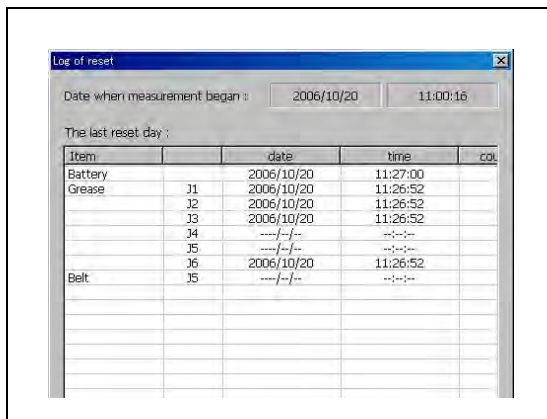 Log of reset
Date when measurement began : 2006/10/20 11:00:16
The last reset day :
Item date time cou
Battery 2006/10/20 11:27:00
Grease J1 2006/10/20 11:26:52
J2 2006/10/20 11:26:52
J3 2006/10/20 11:26:52
J4 ----/--/-- --:--:--
J5 ----/--/-- --:--:--
J6 2006/10/20 11:26:52
Belt J5 ----/--/-- --:--:--